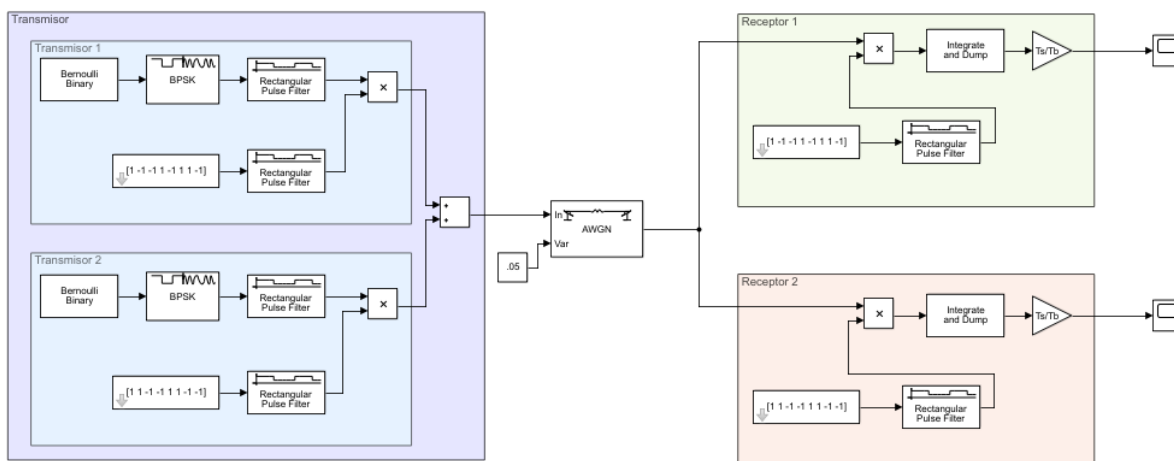 Transmisor
Transmisor 1
Bernoulli
Binary
BPSK
Rectangular
Pulse Filter
×
[1 -1 -1 1 -1 1 1 -1]
Rectangular
Pulse Filter
Transmisor 2
Bernoulli
Binary
BPSK
Rectangular
Pulse Filter
×
[1 1 -1 -1 1 1 -1 -1]
Rectangular
Pulse Filter
+
+
In
AWGN
Var
.05
Receptor 1
×
Integrate
and Dump
Ts/Tb
[1 -1 -1 1 -1 1 1 -1]
Rectangular
Pulse Filter
Receptor 2
×
Integrate
and Dump
Ts/Tb
[1 1 -1 -1 1 1 -1 -1]
Rectangular
Pulse Filter